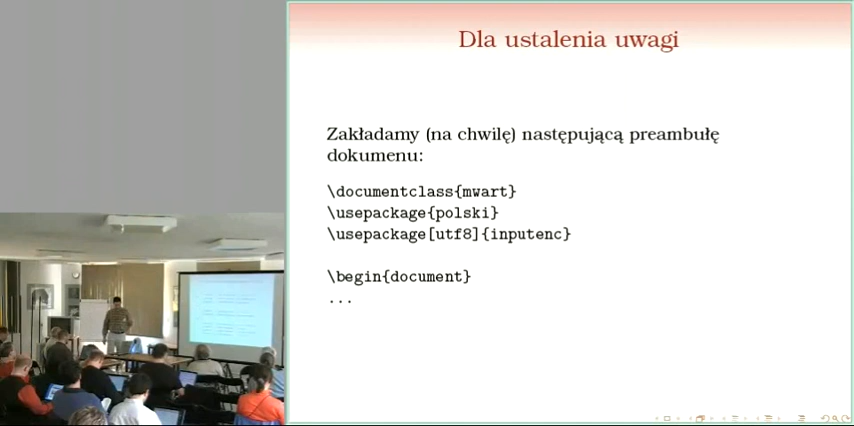 Dla ustalenia uwagi
Zakładamy (na chwilę) następującą preambułę
dokumenu:
\documentclass{mwart}
\usepackage{polski}
\usepackage[utf8]{inputenc}
\begin{document}
...